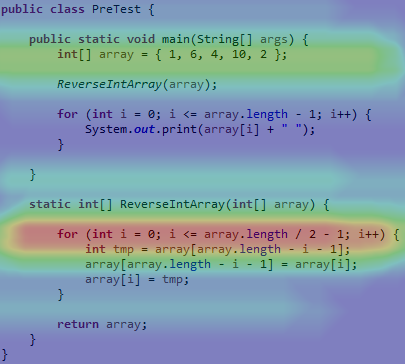 public class PreTest {
public static void main(String[] args) {
int[] array = { 1, 6, 4, 10, 2 };
ReverseIntArray(array);
for (int i = 0; i <= array.length - 1; i++) {
System.out.print(array[i] + " ");
}
}
static int[] ReverseIntArray(int[] array) {
for (int i = 0; i <= array.length / 2 - 1; i++) {
int tmp = array[array.length - i - 1];
array[array.length - i - 1] = array[i];
array[i] = tmp;
}
return array;
}
}